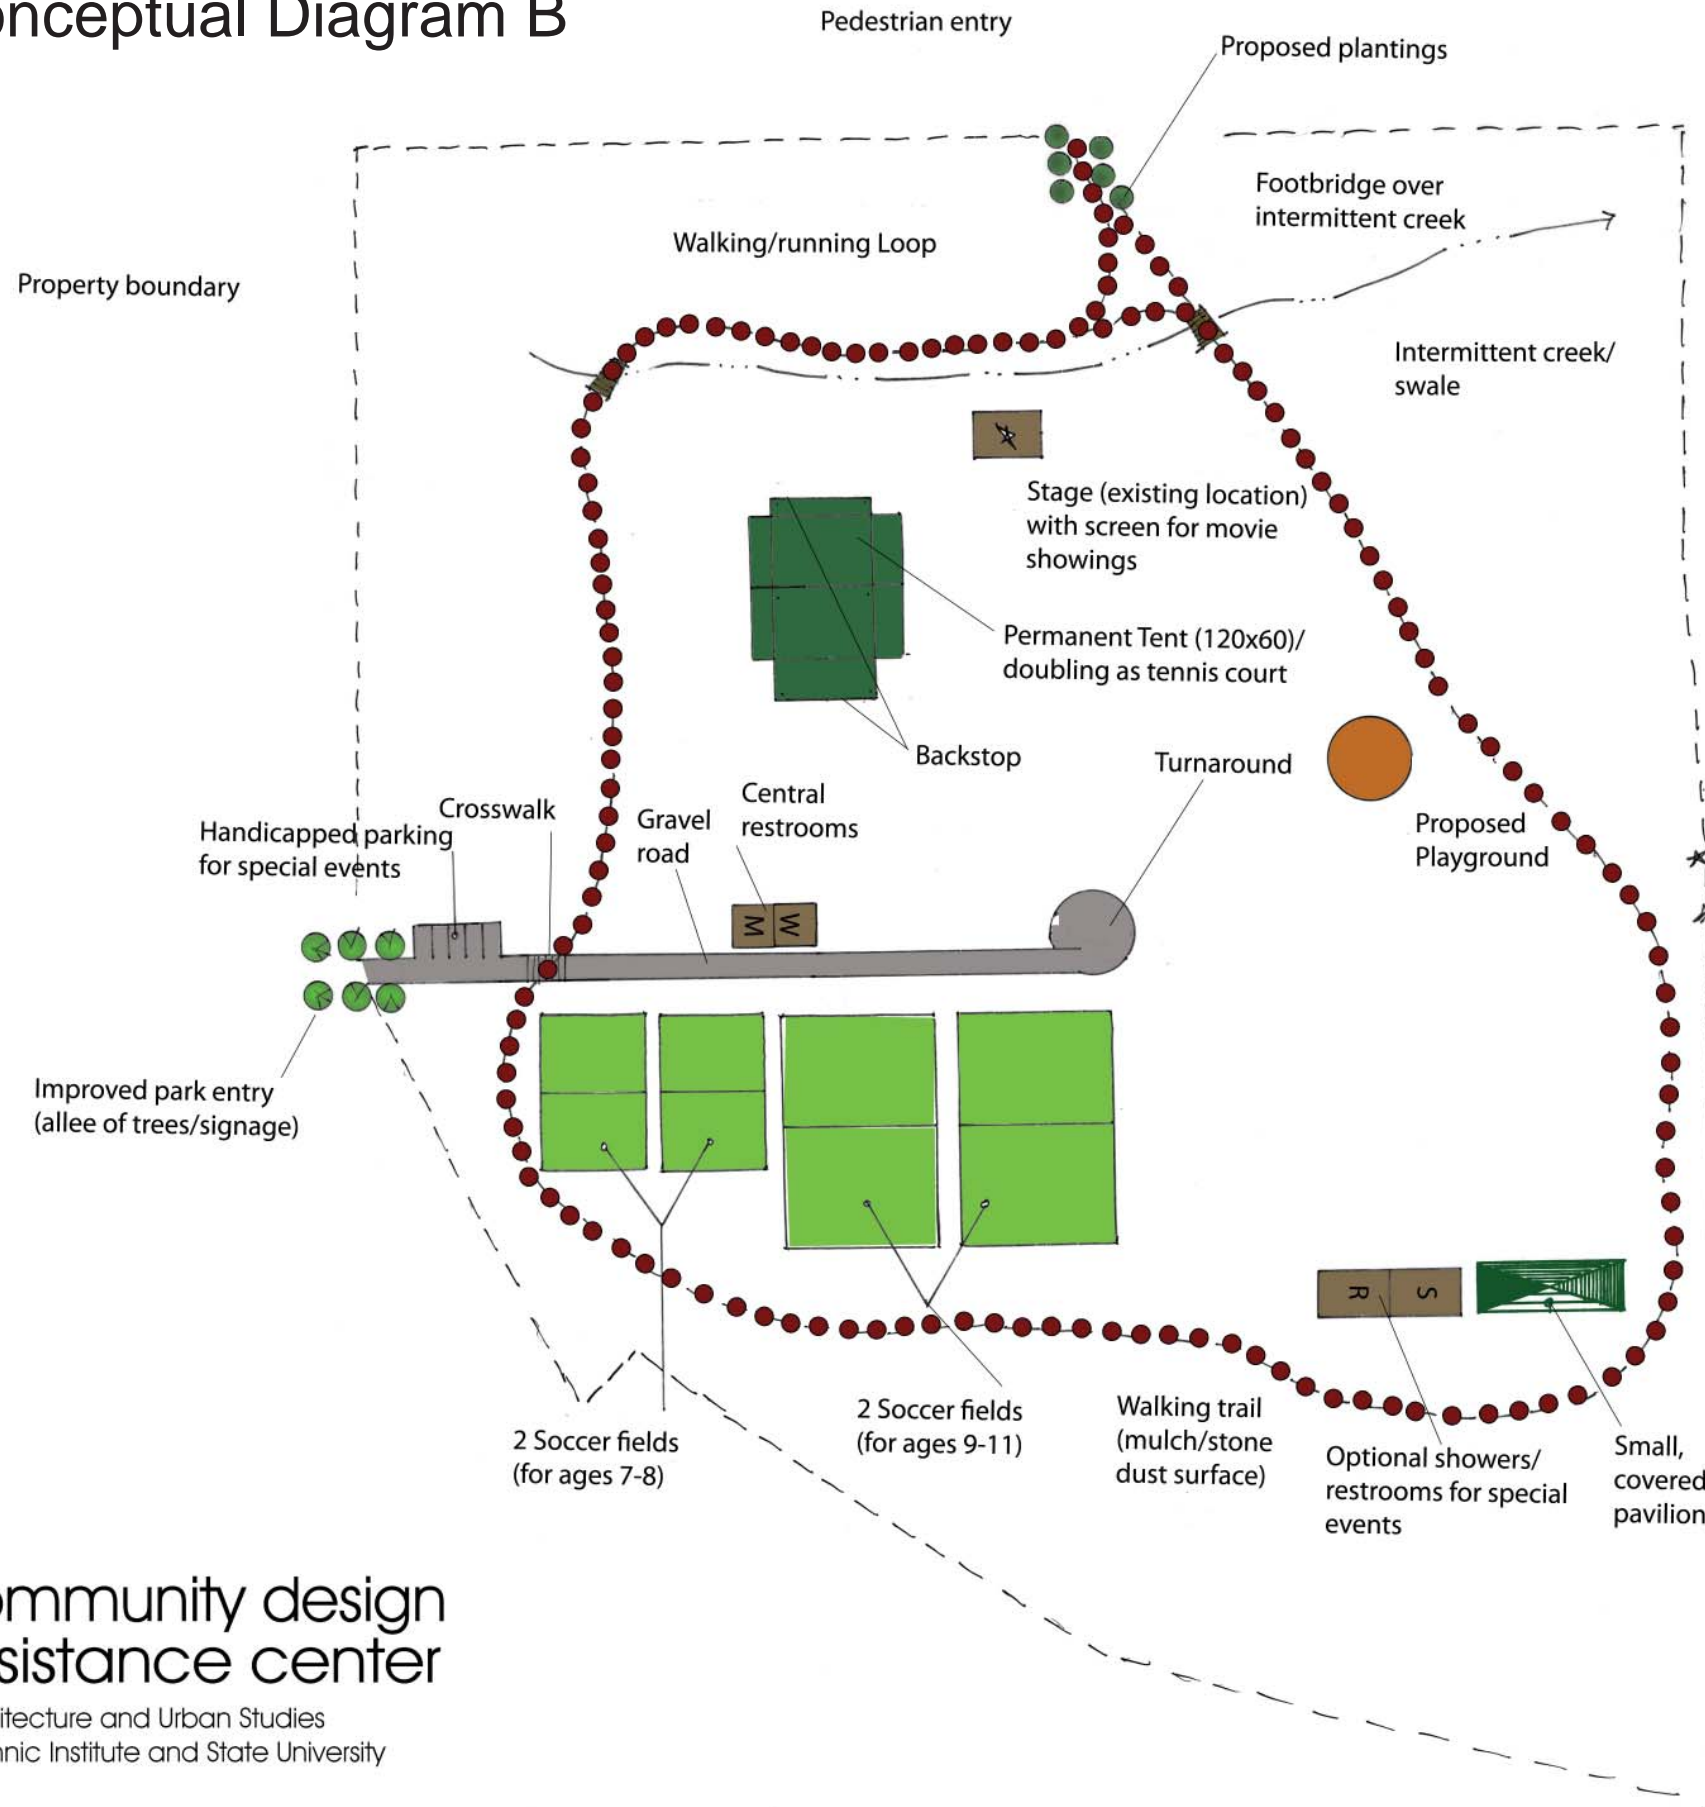 onceptual Diagram B
Pedestrian entry
Proposed plantings
Footbridge over
intermittent creek
Walking/running Loop
Property boundary
Intermittent creek/
swale
Stage (existing location)
with screen for movie
showings
Permanent Tent (120x60)/
doubling as tennis court
Backstop
Turnaround
Central
restrooms
Crosswalk
Gravel
road
Handicapped parking
for special events
Proposed
Playground
M W
Improved park entry
(allee of trees/signage)
R S
2 Soccer fields
(for ages 7-8)
2 Soccer fields
(for ages 9-11)
Walking trail
(mulch/stone
dust surface)
Optional showers/
restrooms for special
events
Small,
covered
pavilion
ommunity design
sistance center
itecture and Urban Studies
nnic Institute and State University